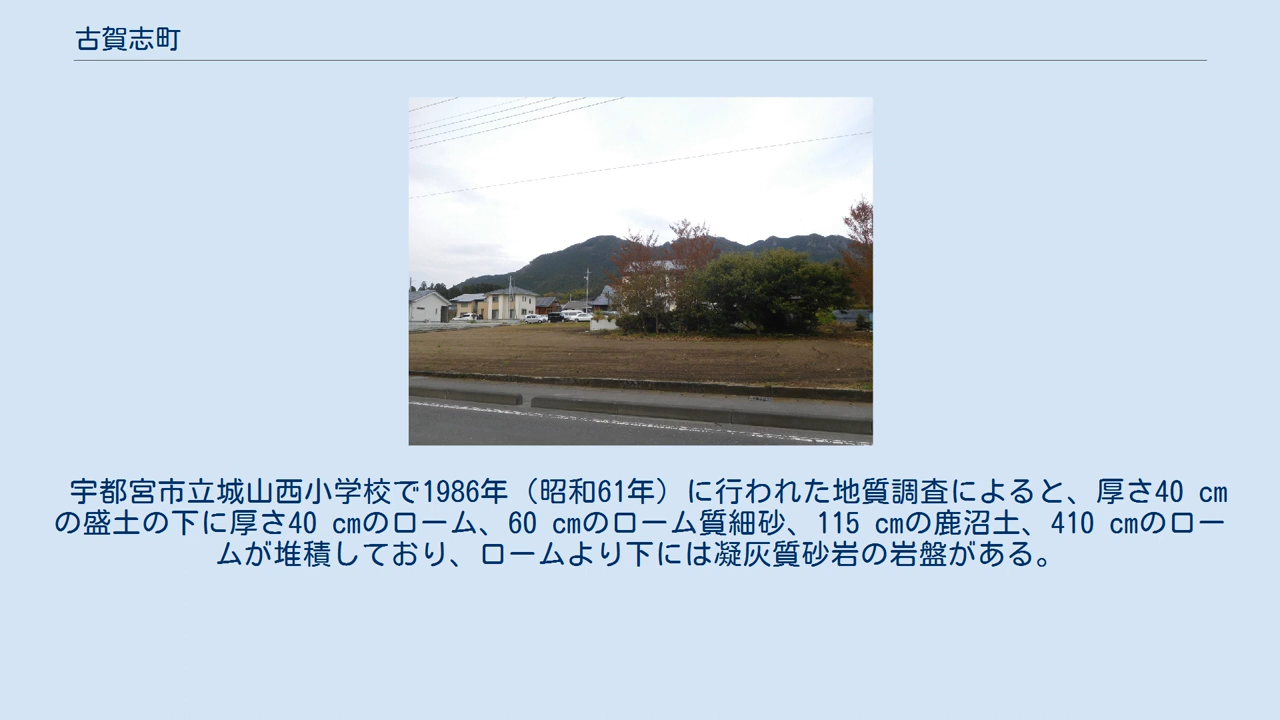 古賀志町
宇都宮市立城山西小学校で1986年（昭和61年）に行われた地質調査によると、厚さ40 cm
の盛土の下に厚さ40 cmのローム、60 cmのローム質細砂、115 cmの鹿沼土、410 cmのロー
ムが堆積しており、ロームより下には凝灰質砂岩の岩盤がある。